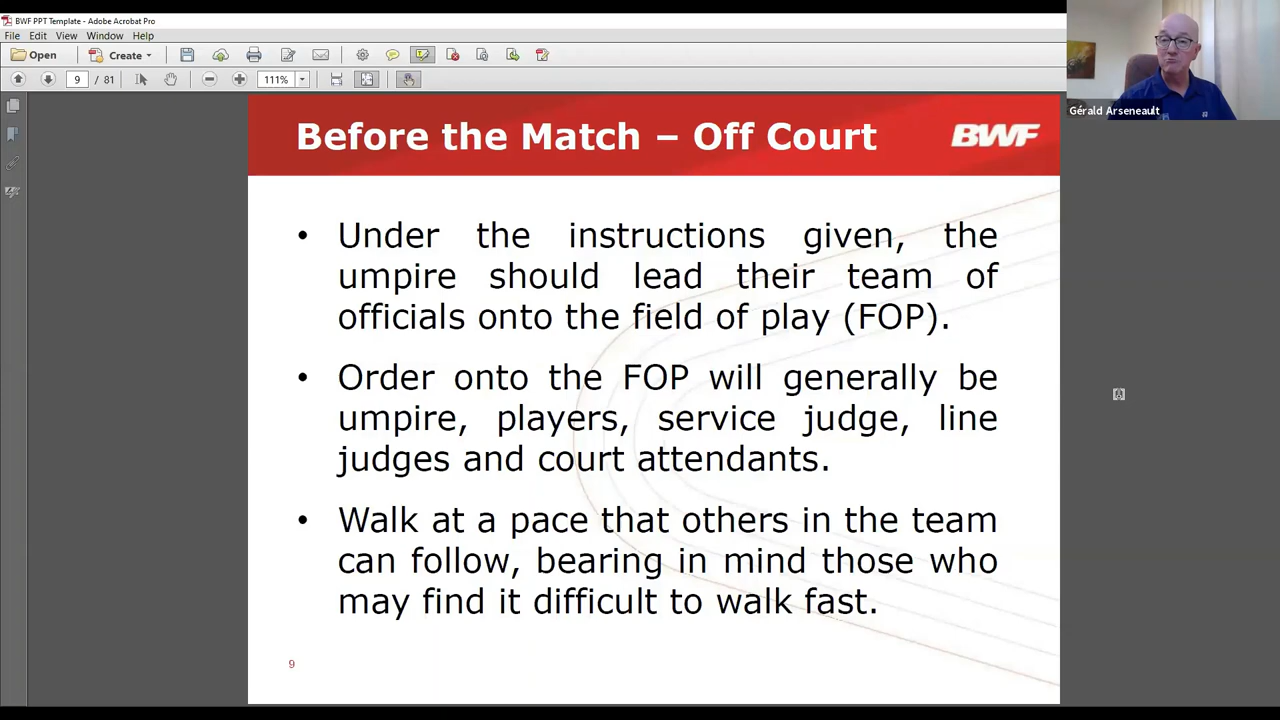 BWF PPT Template - Adobe Acrobat Pro
File Edit View Window Help
Open Create
9 / 81 111%
Gérald Arseneault
Before the Match – Off Court BWF
• Under the instructions given, the
umpire should lead their team of
officials onto the field of play (FOP).
• Order onto the FOP will generally be
umpire, players, service judge, line
judges and court attendants.
• Walk at a pace that others in the team
can follow, bearing in mind those who
may find it difficult to walk fast.
9